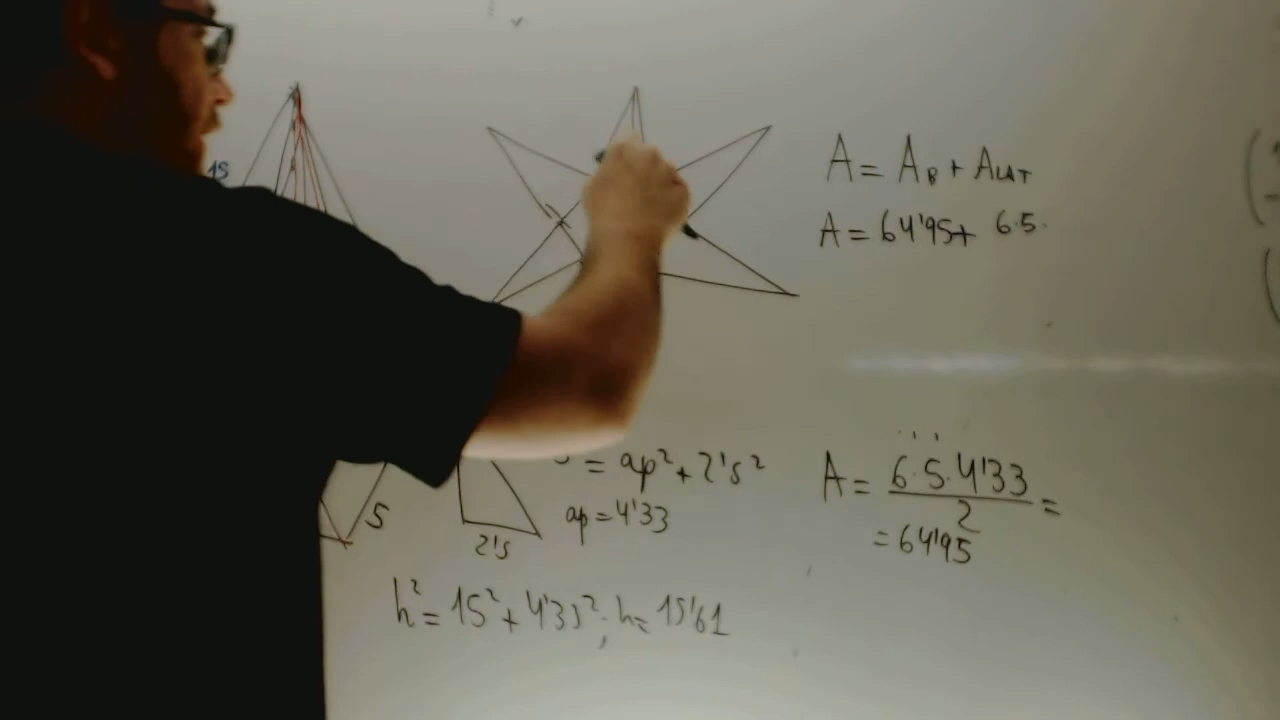 15
A = A_B + A_LAT
A = 64'95 + 6·5·
= ap² + 2'5²
ap = 4'33
5
2'5
A = 6·5·4'33 / 2 =
= 64'95
h² = 15² + 4'33²; h = 15'61